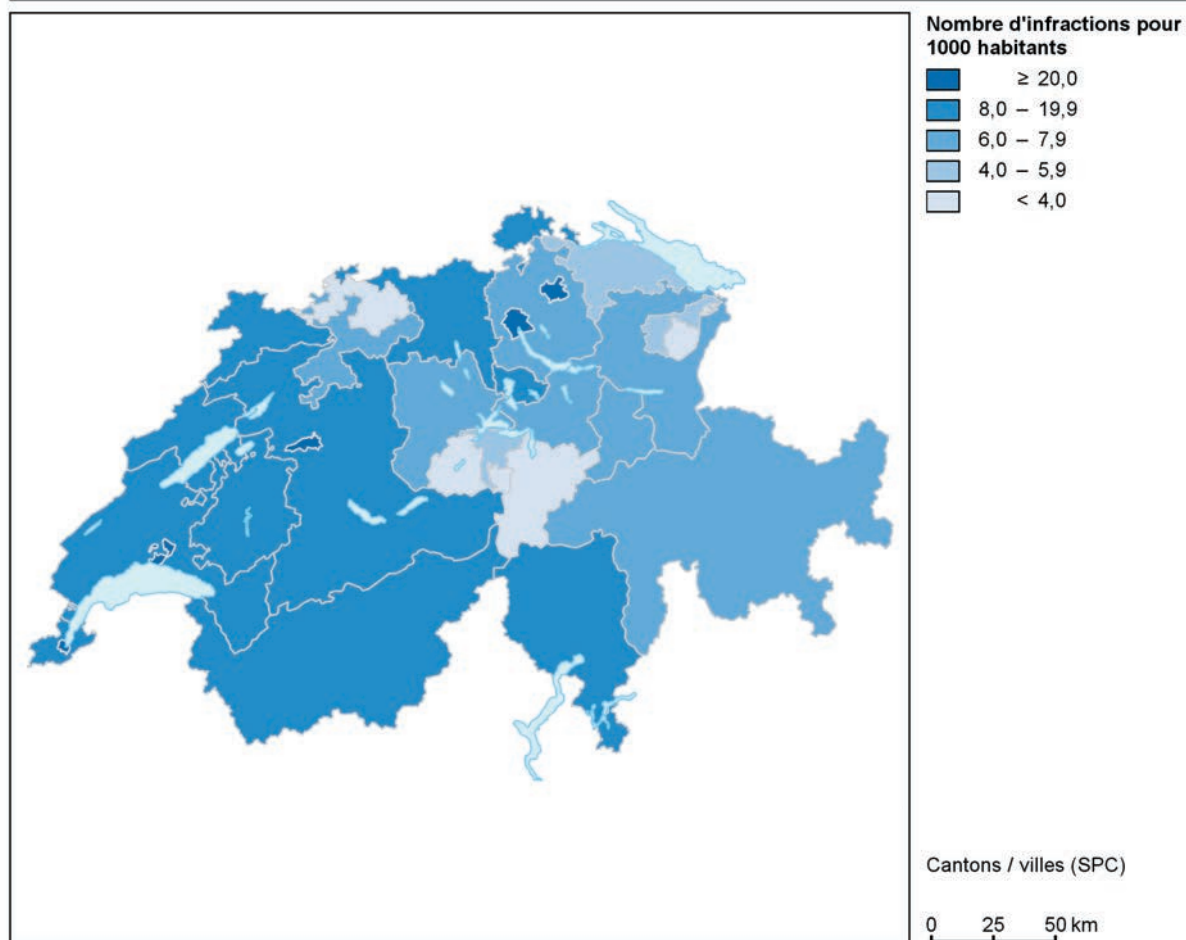 Nombre d'infractions pour
1000 habitants
≥ 20,0
8,0 – 19,9
6,0 – 7,9
4,0 – 5,9
< 4,0
Cantons / villes (SPC)
0 25 50 km